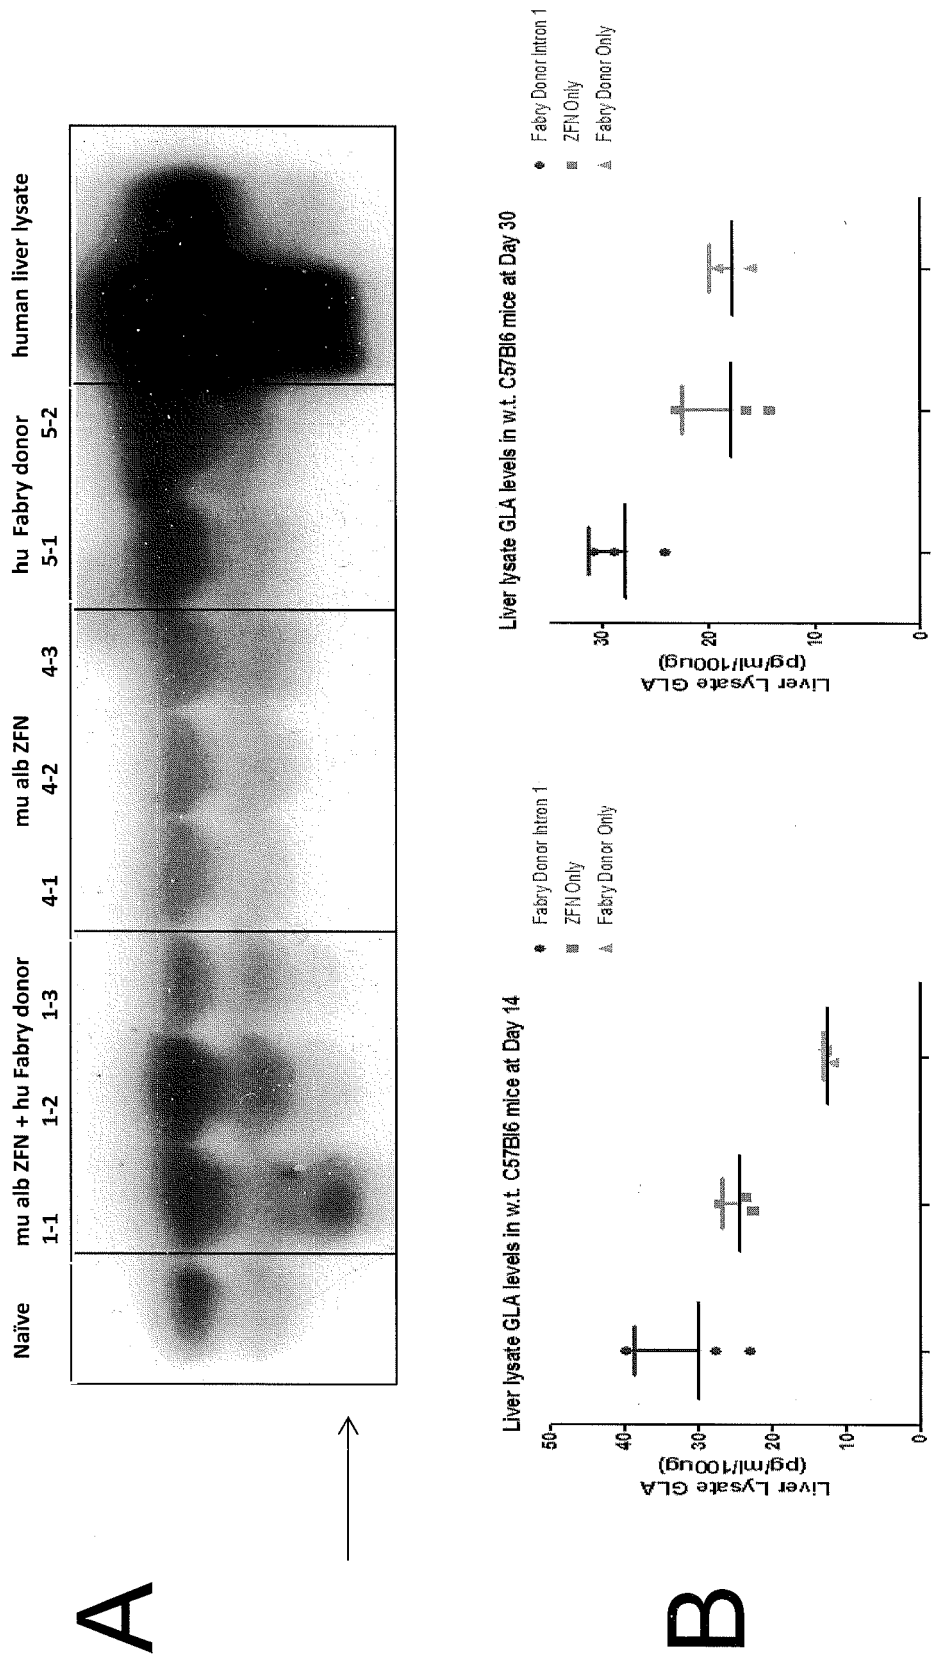 A
Naïve
mu alb ZFN + hu Fabry donor
mu alb ZFN
hu Fabry donor
human liver lysate
1-1
1-2
1-3
4-1
4-2
4-3
5-1
5-2
B
Liver lysate GLA levels in w.t. C57Bl6 mice at Day 14
Liver Lysate GLA
(pg/ml/100ug)
50
40
30
20
10
0
Fabry Donor Intron 1
ZFN Only
Fabry Donor Only
Liver lysate GLA levels in w.t. C57Bl6 mice at Day 30
Liver Lysate GLA
(pg/ml/100ug)
30
20
10
0
Fabry Donor Intron 1
ZFN Only
Fabry Donor Only